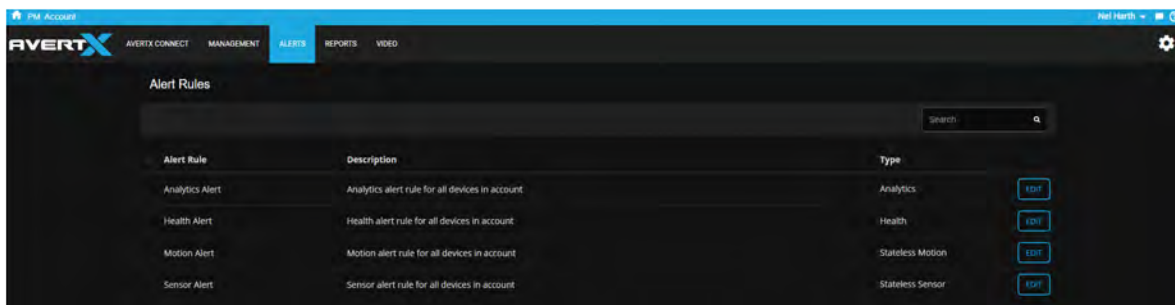 PM Account Nel Harth
AVERTX AVERTX CONNECT MANAGEMENT ALERTS REPORTS VIDEO
Alert Rules
Search
Alert Rule Description Type
Analytics Alert Analytics alert rule for all devices in account Analytics EDIT
Health Alert Health alert rule for all devices in account Health EDIT
Motion Alert Motion alert rule for all devices in account Stateless Motion EDIT
Sensor Alert Sensor alert rule for all devices in account Stateless Sensor EDIT